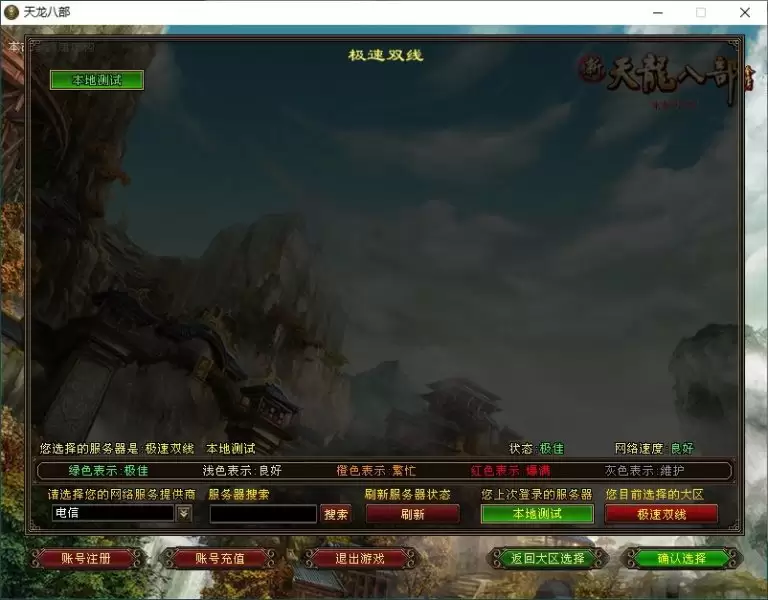 天龙八部
极速双线
本地测试
新天龍八部
您选择的服务器是:极速双线 本地测试 状态:极佳 网络速度:良好
绿色表示:极佳 浅色表示:良好 橙色表示:繁忙 红色表示:爆满 灰色表示:维护
请选择您的网络服务提供商 服务器搜索 刷新服务器状态 您上次登录的服务器 您目前选择的大区
电信 搜索 刷新 本地测试 极速双线
账号注册 账号充值 退出游戏 返回大区选择 确认选择